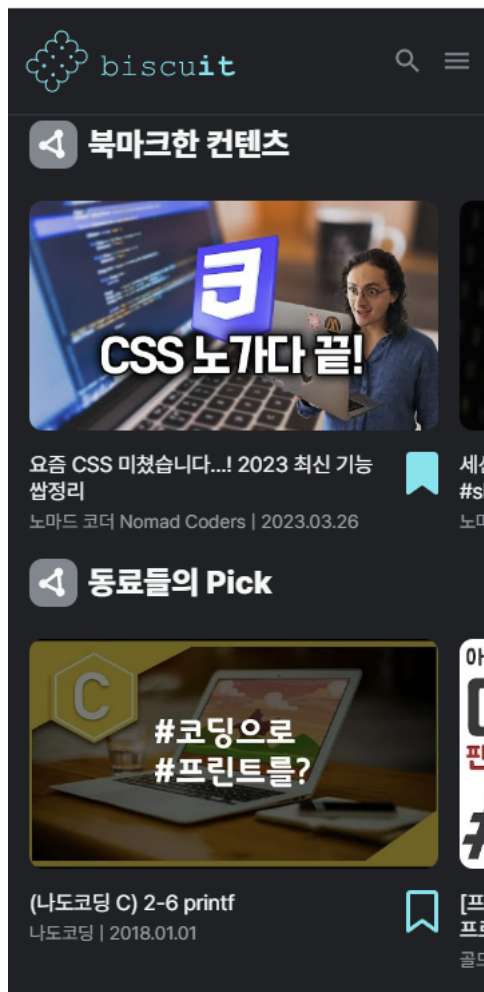 biscuit
북마크한 컨텐츠
CSS 노가다 끝!
요즘 CSS 미쳤습니다...! 2023 최신 기능
쌉정리
노마드 코더 Nomad Coders | 2023.03.26
동료들의 Pick
C
#코딩으로
#프린트를?
(나도코딩 C) 2-6 printf
나도코딩 | 2018.01.01